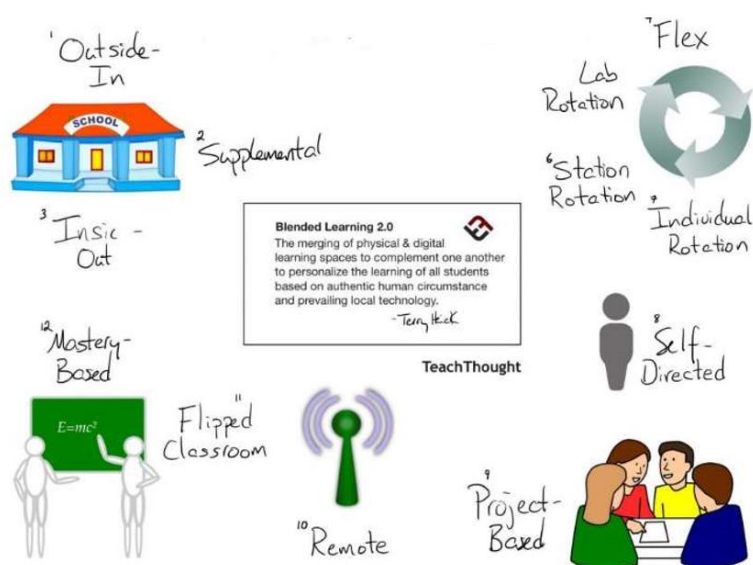 1 Outside-
In
SCHOOL
2 Supplemental
3 Insie -
Out
7 Flex
Lab
Rotation
6 Station
Rotation
9 Individual
Rotation
Blended Learning 2.0
The merging of physical & digital
learning spaces to complement one another
to personalize the learning of all students
based on authentic human circumstance
and prevailing local technology.
- Terry Heick
TeachThought
8 Self-
Directed
9 Project-
Based
10 Remote
11 Flipped
Classroom
12 Mastery-
Based
E=mc²